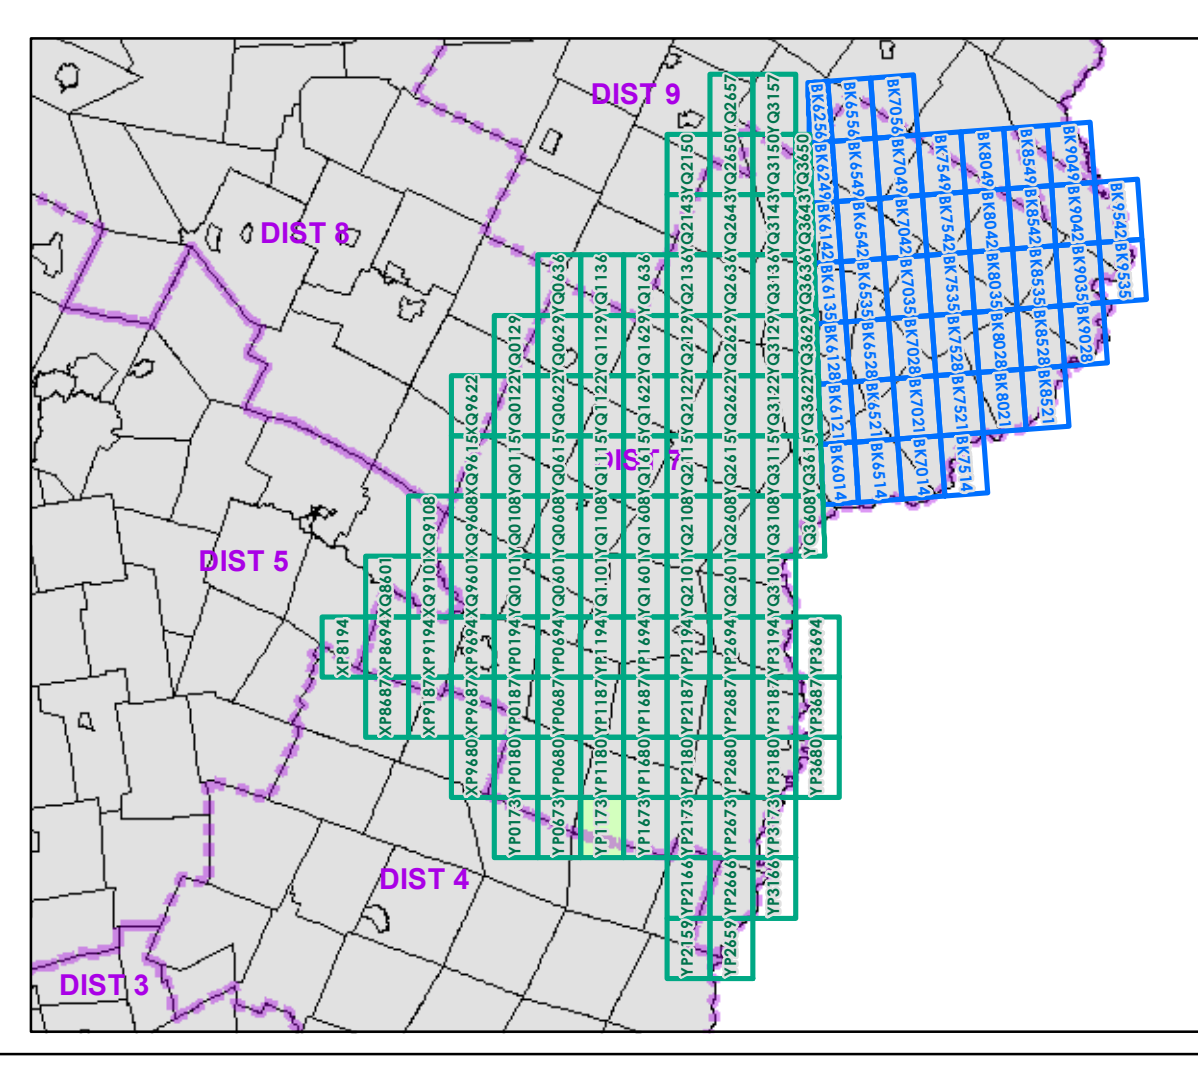 DIST 9
DIST 8
DIST 7
DIST 5
DIST 4
DIST 3
YQ2657 YQ3157
YQ2150 YQ2650 YQ3150 YQ3650
YQ2143 YQ2643 YQ3143 YQ3643
YQ0636 YQ1136 YQ1636 YQ2136 YQ2636 YQ3136 YQ3636
YQ0129 YQ0629 YQ1129 YQ1629 YQ2129 YQ2629 YQ3129 YQ3629
XQ9622 YQ0122 YQ0622 YQ1122 YQ1622 YQ2122 YQ2622 YQ3122 YQ3622
XQ9615 YQ0115 YQ0615 YQ1115 YQ1615 YQ2115 YQ2615 YQ3115 YQ3615
XQ9108 XQ9608 YQ0108 YQ0608 YQ1108 YQ1608 YQ2108 YQ2608 YQ3108 YQ3608
XQ8601 XQ9101 XQ9601 YQ0101 YQ0601 YQ1101 YQ1601 YQ2101 YQ2601 YQ3101
XP8194 XP8694 XP9194 XP9694 YP0194 YP0694 YP1194 YP1694 YP2194 YP2694 YP3194 YP3694
XP8687 XP9187 XP9687 YP0187 YP0687 YP1187 YP1687 YP2187 YP2687 YP3187 YP3687
XP9680 YP0180 YP0680 YP1180 YP1680 YP2180 YP2680 YP3180 YP3680
YP0173 YP0673 YP1173 YP1673 YP2173 YP2673 YP3173
YP2166 YP2666 YP3166
YP2159 YP2659
BK6256 BK6556 BK7056
BK6249 BK6549 BK7049 BK7549 BK8049 BK8549 BK9049
BK6142 BK6542 BK7042 BK7542 BK8042 BK8542 BK9042 BK9542
BK6135 BK6535 BK7035 BK7535 BK8035 BK8535 BK9035 BK9535
BK6128 BK6528 BK7028 BK7528 BK8028 BK8528 BK9028
BK6121 BK6521 BK7021 BK7521 BK8021 BK8521
BK6014 BK6514 BK7014 BK7514